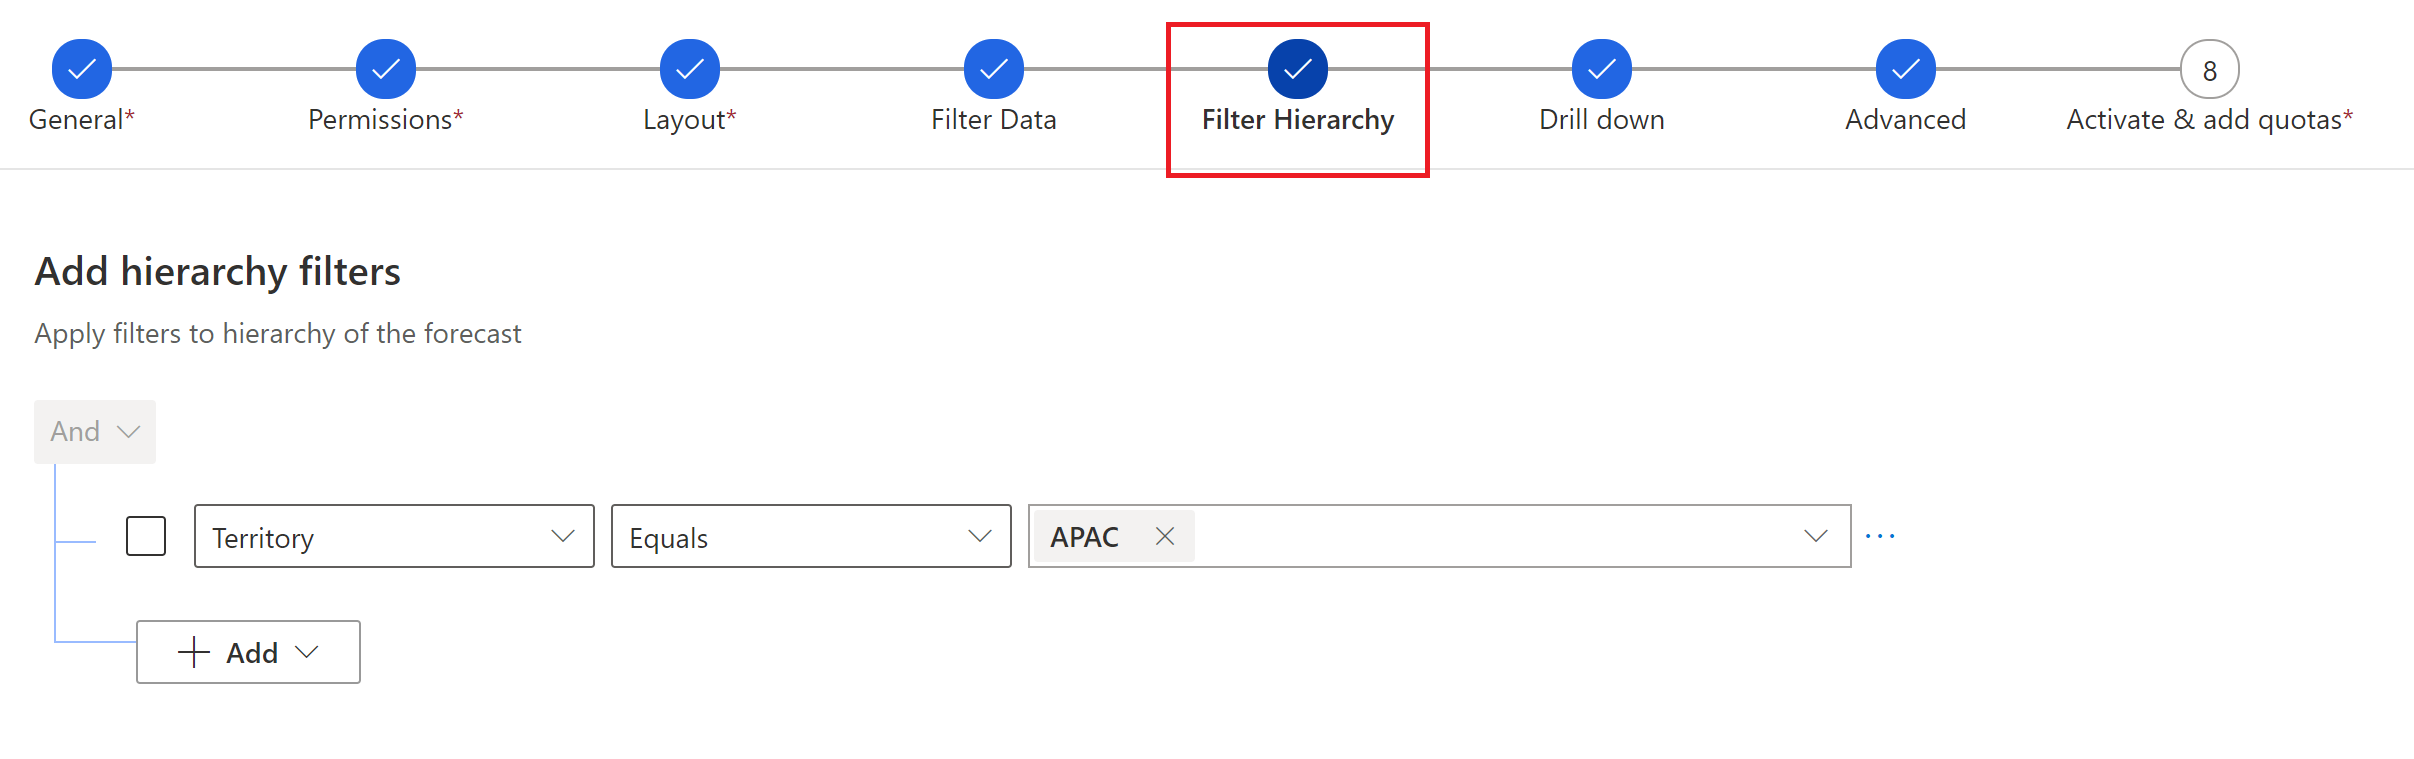 8
General* Permissions* Layout* Filter Data Filter Hierarchy Drill down Advanced Activate & add quotas*
Add hierarchy filters
Apply filters to hierarchy of the forecast
And
Territory Equals APAC
Add